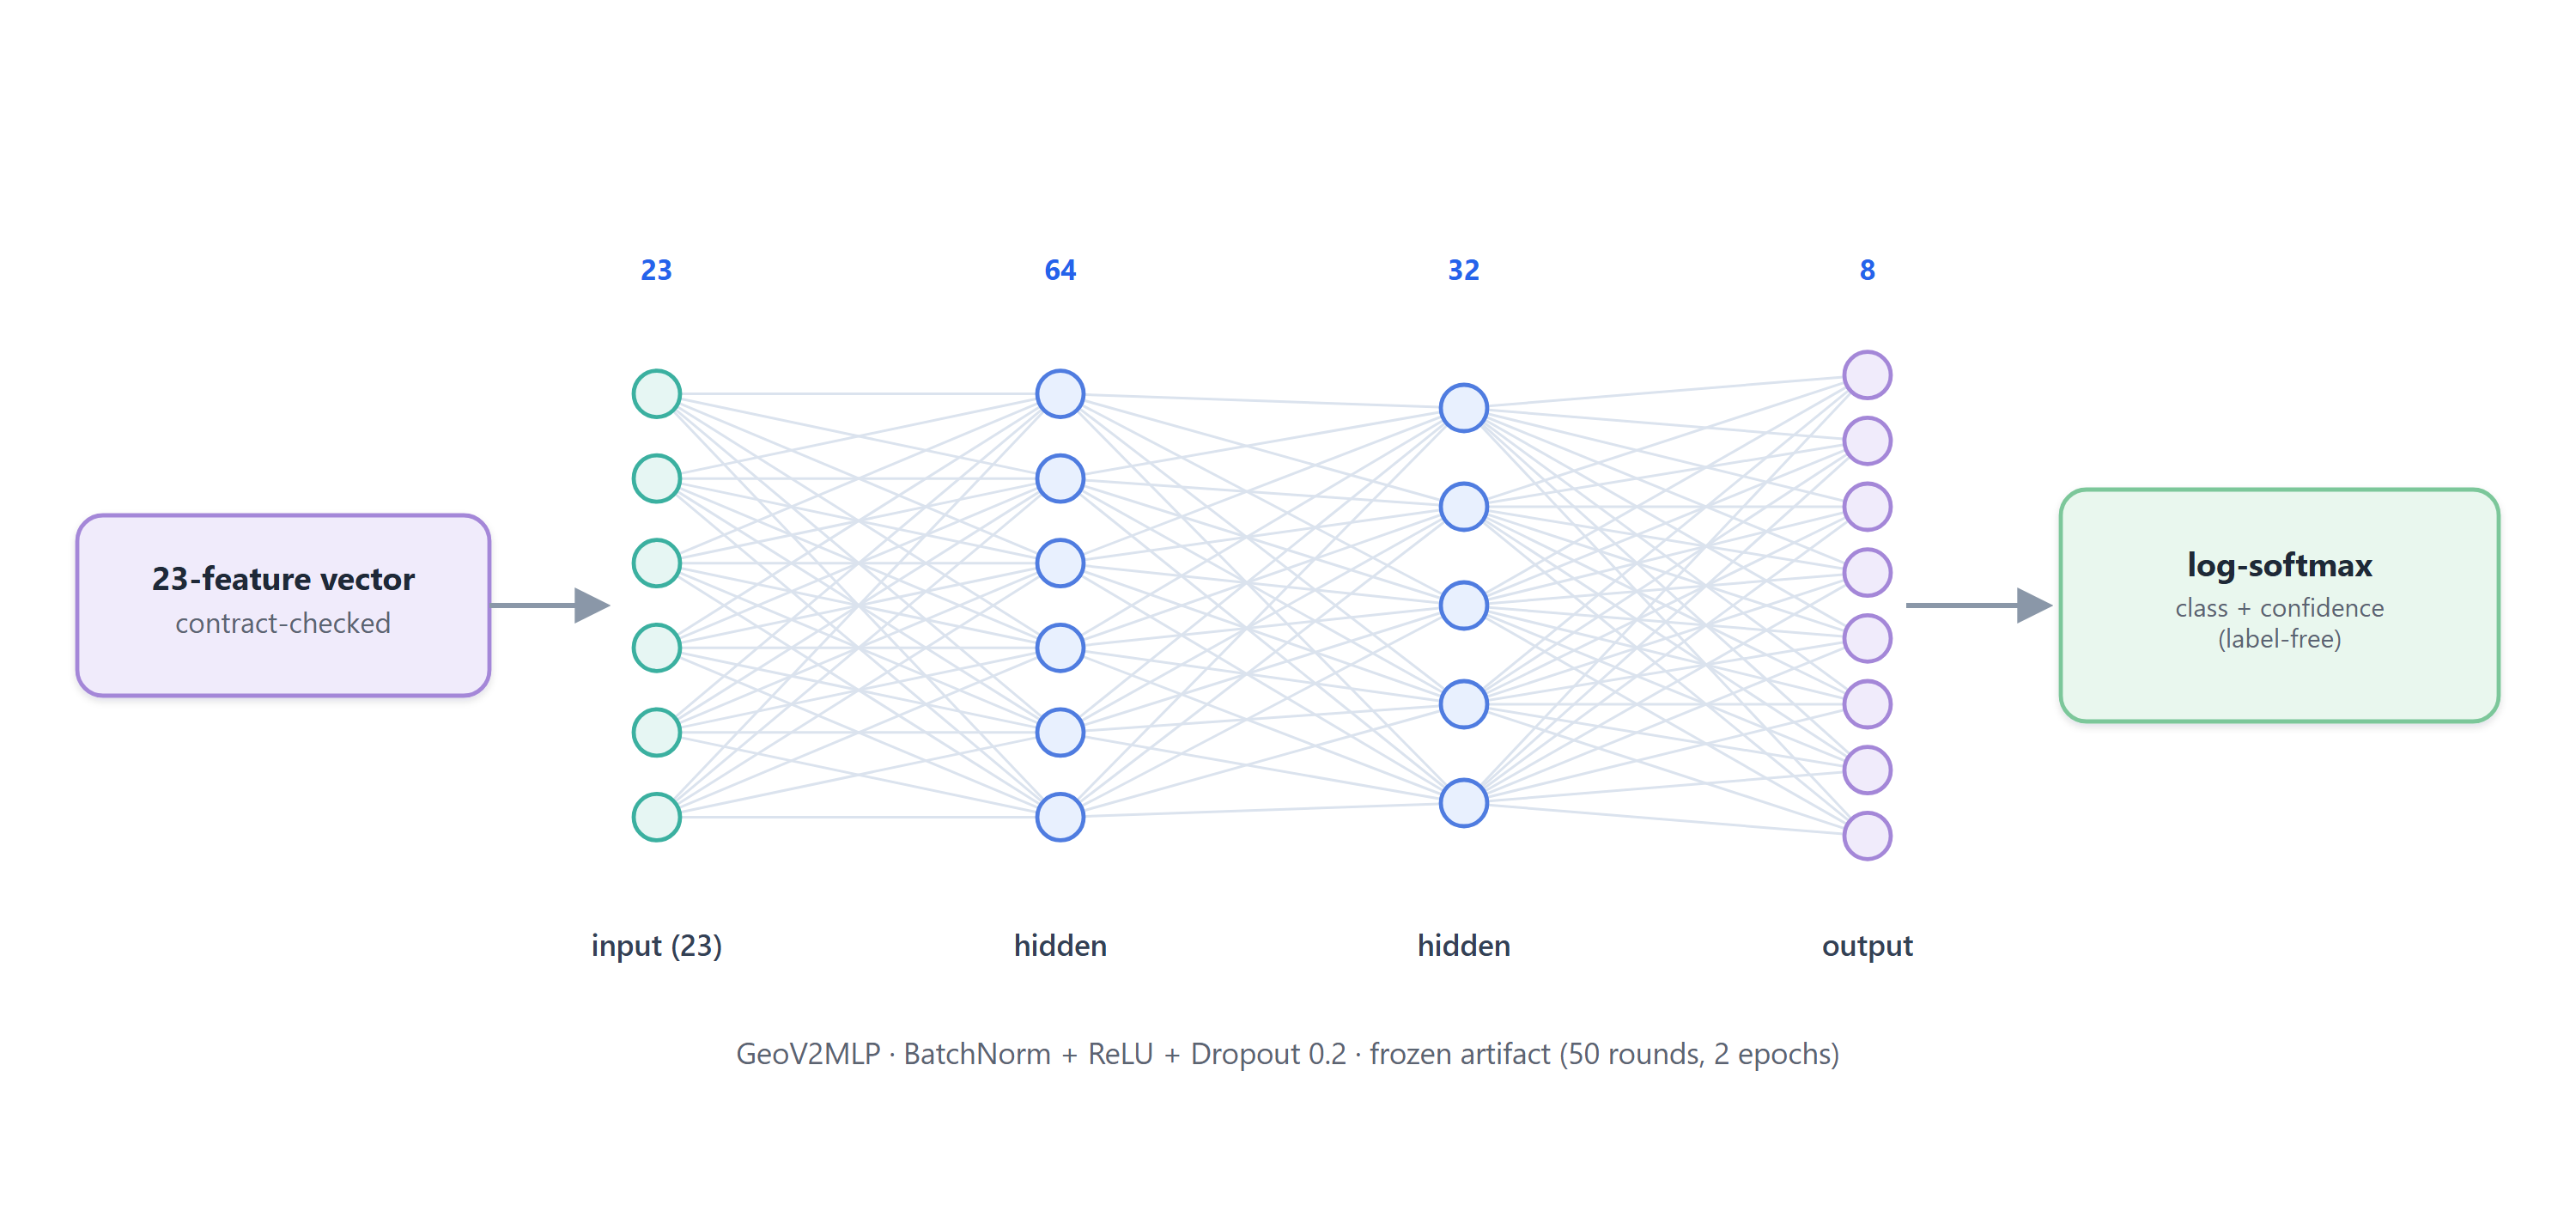 23
64
32
8
23-feature vector
contract-checked
log-softmax
class + confidence
(label-free)
input (23)
hidden
hidden
output
GeoV2MLP · BatchNorm + ReLU + Dropout 0.2 · frozen artifact (50 rounds, 2 epochs)